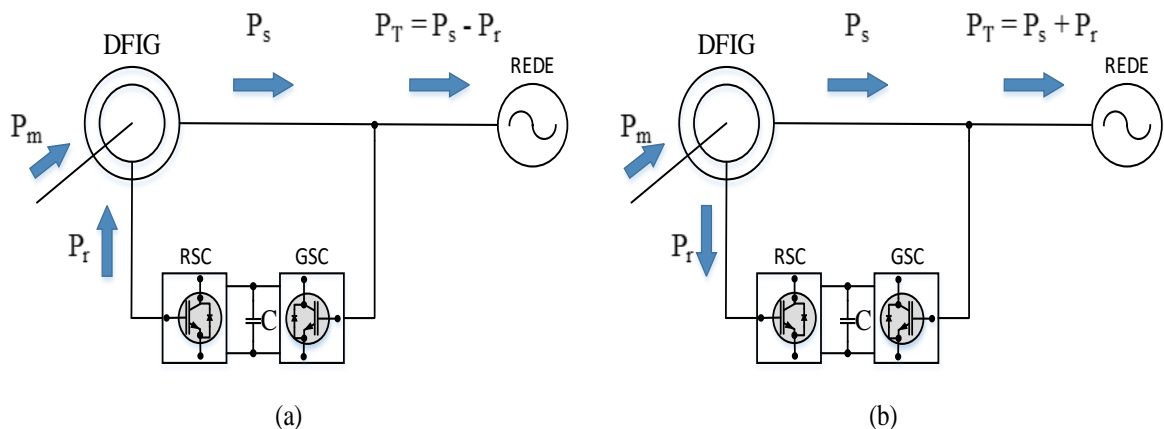 P_s
P_T = P_s - P_r
DFIG
REDE
P_m
P_r
RSC
GSC
C
(a)
P_s
P_T = P_s + P_r
DFIG
REDE
P_m
P_r
RSC
GSC
C
(b)